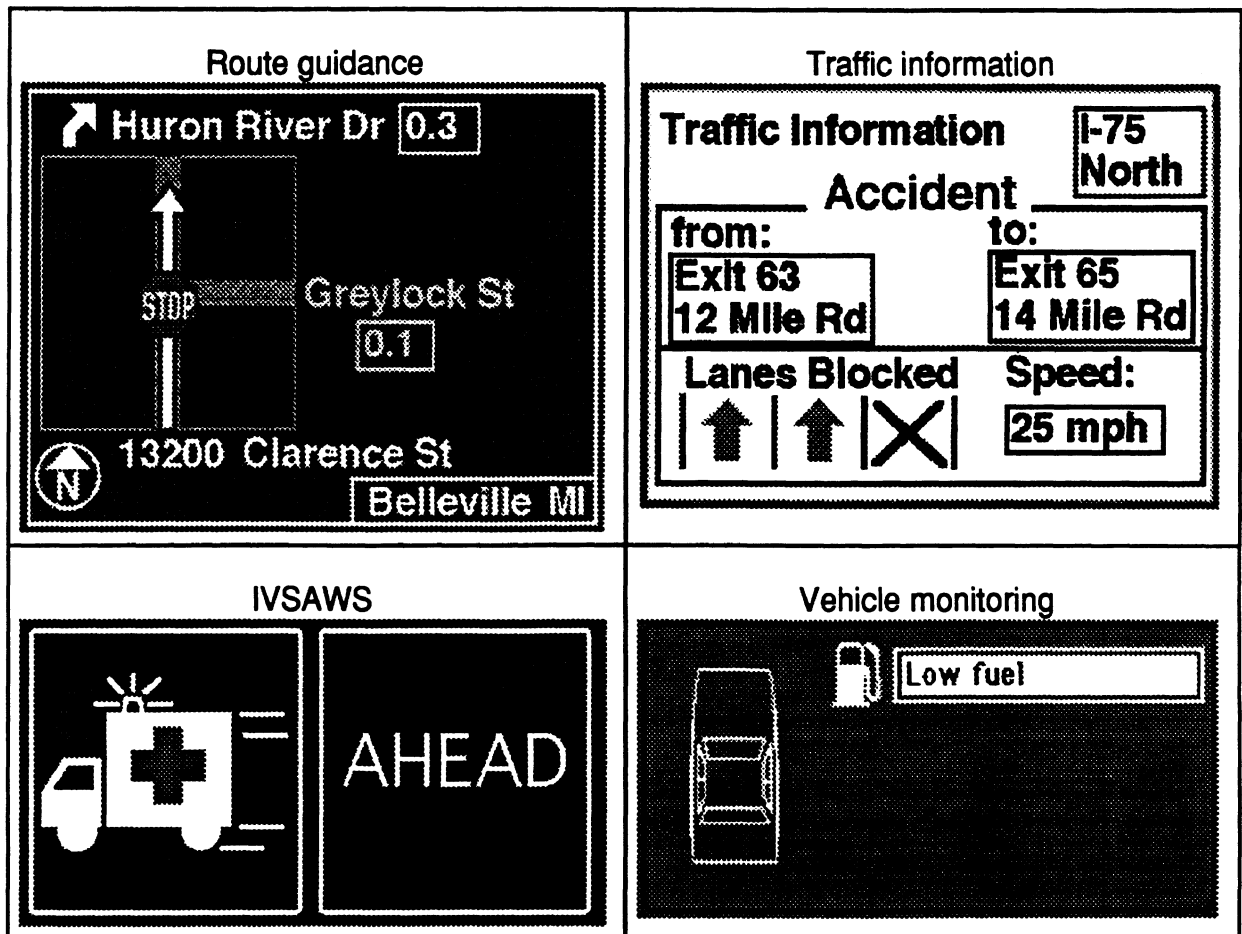 Route guidance
Huron River Dr 0.3
STOP
Greylock St
0.1
13200 Clarence St
N
Belleville MI
Traffic information
Traffic Information
I-75
North
Accident
from:
to:
Exit 63
12 Mile Rd
Exit 65
14 Mile Rd
Lanes Blocked
Speed:
25 mph
IVSAWS
AHEAD
Vehicle monitoring
Low fuel